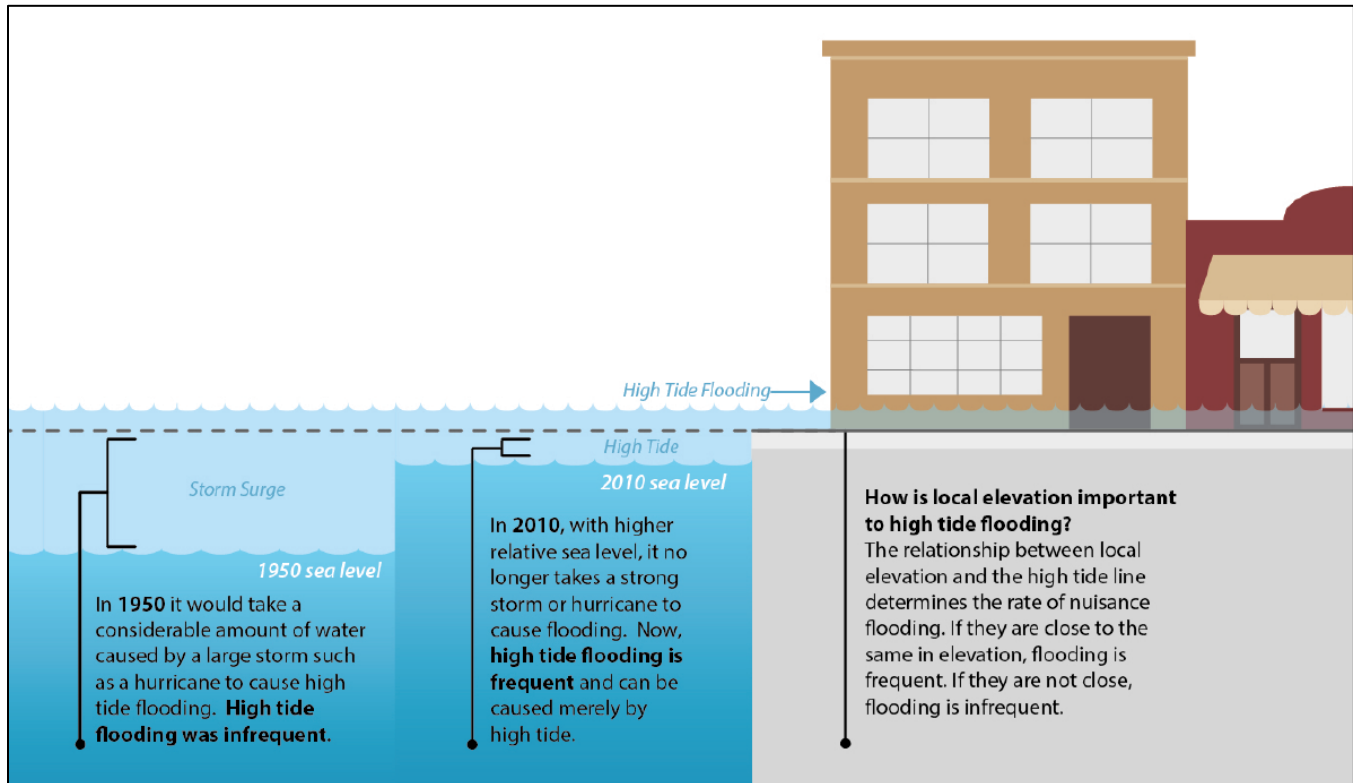 High Tide Flooding
Storm Surge
1950 sea level
In 1950 it would take a
considerable amount of water
caused by a large storm such
as a hurricane to cause high
tide flooding. High tide
flooding was infrequent.
High Tide
2010 sea level
In 2010, with higher
relative sea level, it no
longer takes a strong
storm or hurricane to
cause flooding. Now,
high tide flooding is
frequent and can be
caused merely by
high tide.
How is local elevation important
to high tide flooding?
The relationship between local
elevation and the high tide line
determines the rate of nuisance
flooding. If they are close to the
same in elevation, flooding is
frequent. If they are not close,
flooding is infrequent.